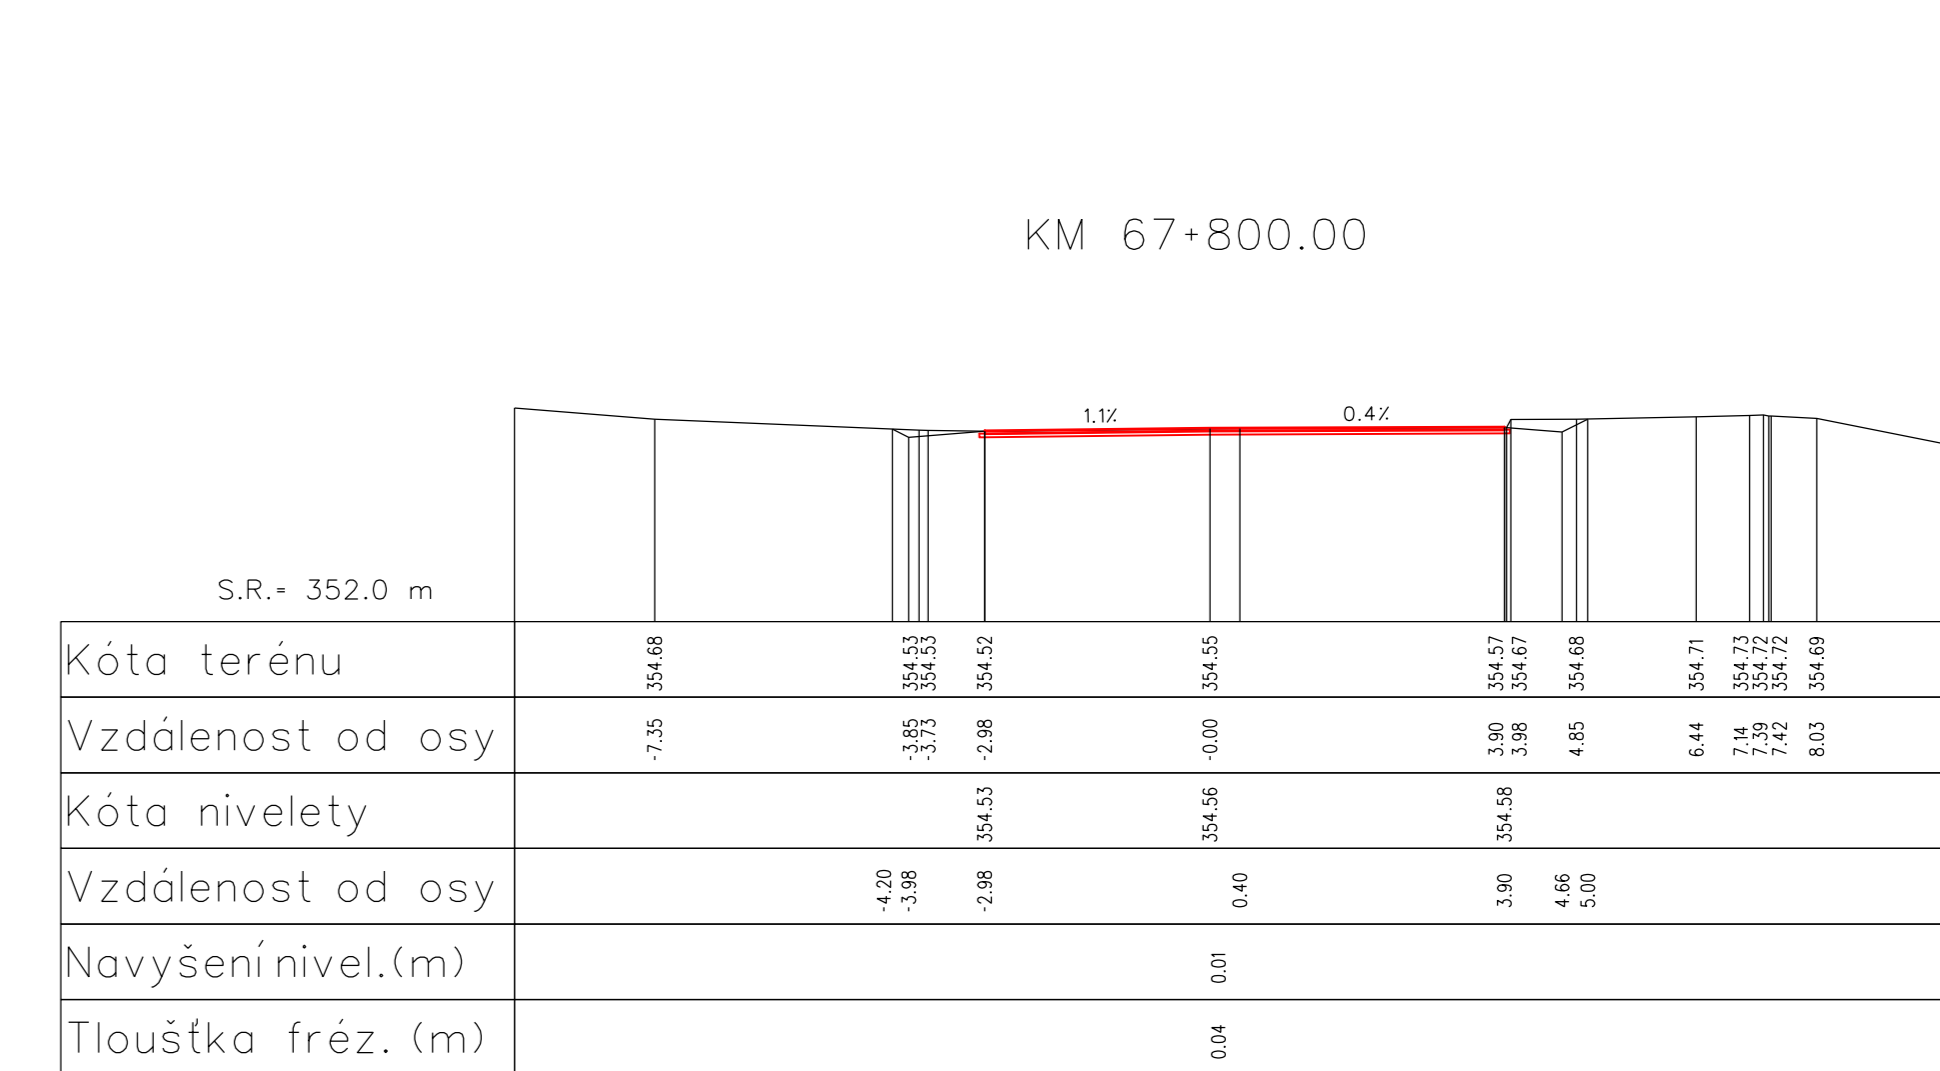 KM 67+800.00
1.1% 0.4%
S.R.= 352.0 m
Kóta terénu 354.68 354.53 354.53 354.52 354.55 354.57 354.67 354.68 354.71 354.73 354.72 354.72 354.69
Vzdálenost od osy -7.35 -3.85 -3.73 -2.98 -0.00 3.90 3.98 4.85 6.44 7.14 7.39 7.42 8.03
Kóta nivelety 354.53 354.56 354.58
Vzdálenost od osy -4.20 -3.98 -2.98 0.40 3.90 4.66 5.00
Navyšení nivel.(m) 0.01
Tloušťka fréz. (m) 0.04